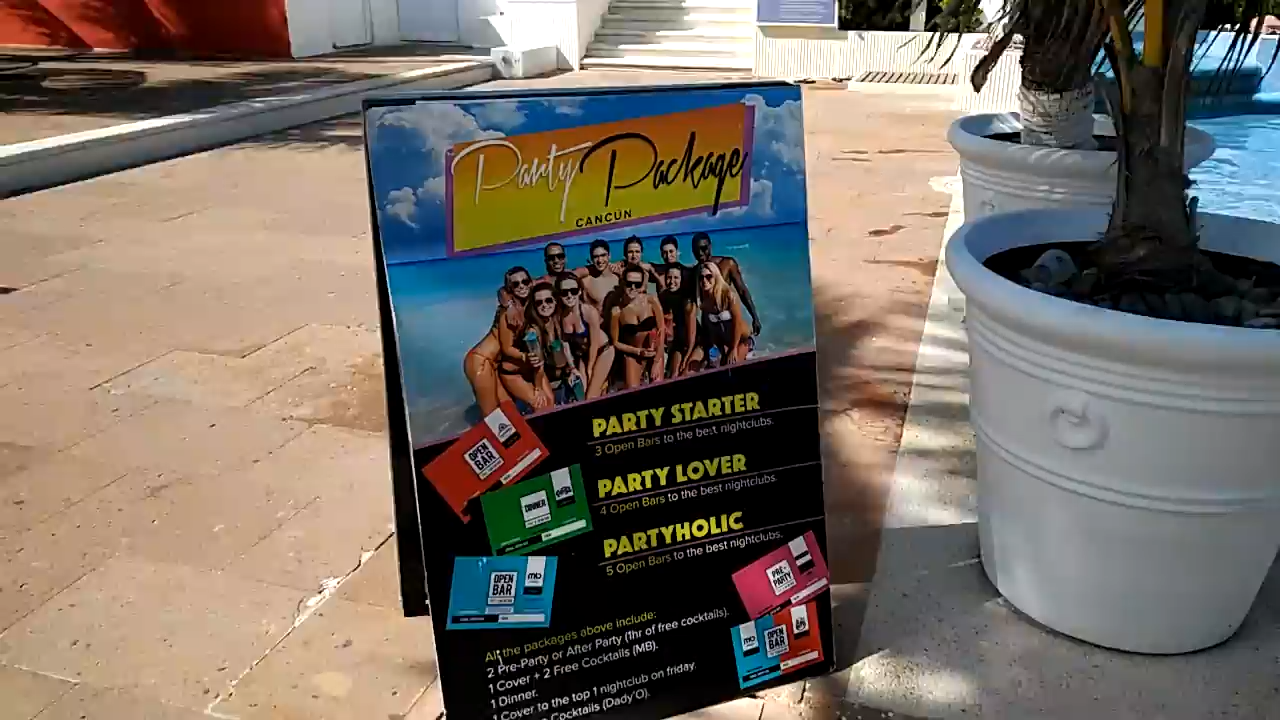 Party Package
CANCÚN
PARTY STARTER
3 Open Bars to the best nightclubs.
PARTY LOVER
4 Open Bars to the best nightclubs.
PARTYHOLIC
5 Open Bars to the best nightclubs.
OPEN BAR
DINNER
OPEN BAR
mb
PRE-PARTY
mb
OPEN BAR
All the packages above include:
2 Pre-Party or After Party (1hr of free cocktails).
1 Cover + 2 Free Cocktails (MB).
1 Dinner.
1 Cover to the top 1 nightclub on friday.
Cocktails (Dady'O).